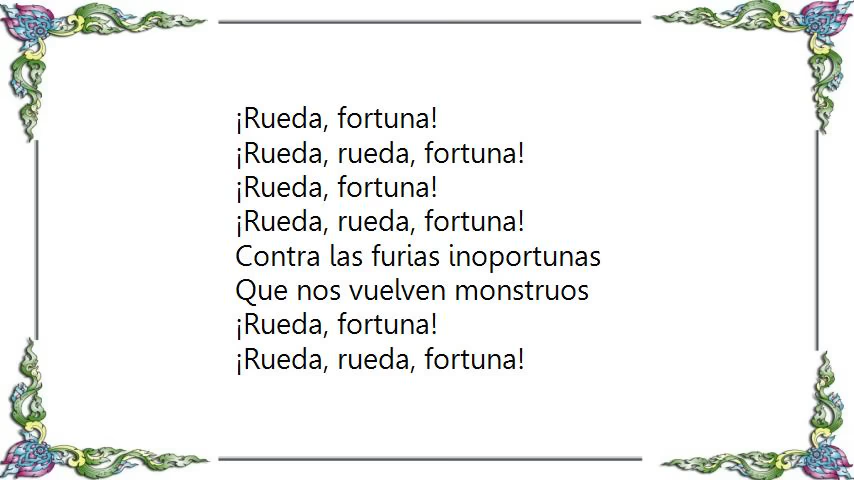 ¡Rueda, fortuna!
¡Rueda, rueda, fortuna!
¡Rueda, fortuna!
¡Rueda, rueda, fortuna!
Contra las furias inoportunas
Que nos vuelven monstruos
¡Rueda, fortuna!
¡Rueda, rueda, fortuna!